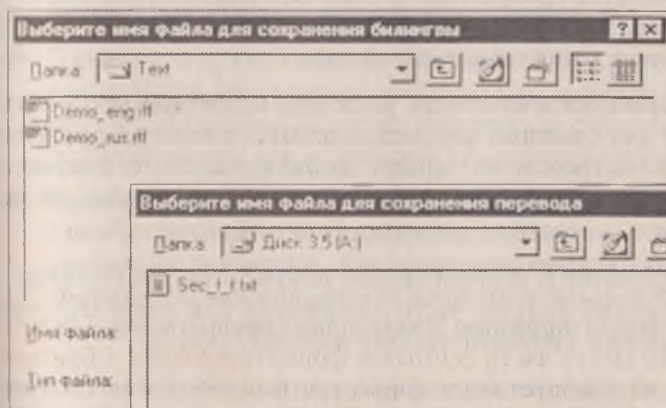 Выберите имя файла для сохранения билингвы
Папка: Text
Demo_eng.rtf
Demo_rus.rtf
Выберите имя файла для сохранения перевода
Папка: Диск 3.5 (A:)
Sec_t_f.txt
Имя файла:
Тип файла: